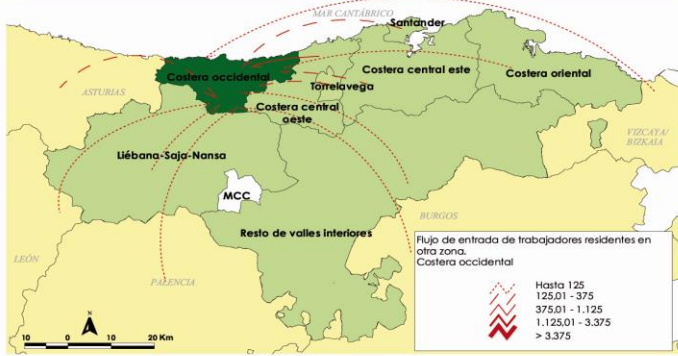 MAR CANTÁBRICO
Santander
Costera occidental
Costera central este
Costera oriental
ASTURIAS
Torrelavega
Costera central
oeste
VIZCAYA/
BIZKAIA
Liébana-Saja-Nansa
MCC
BURGOS
Resto de valles interiores
LEÓN
PALENCIA
Flujo de entrada de trabajadores residentes en
otra zona.
Costera occidental
Hasta 125
125,01 - 375
375,01 - 1.125
1.125,01 - 3.375
> 3.375
N
10 0 10 20 Km